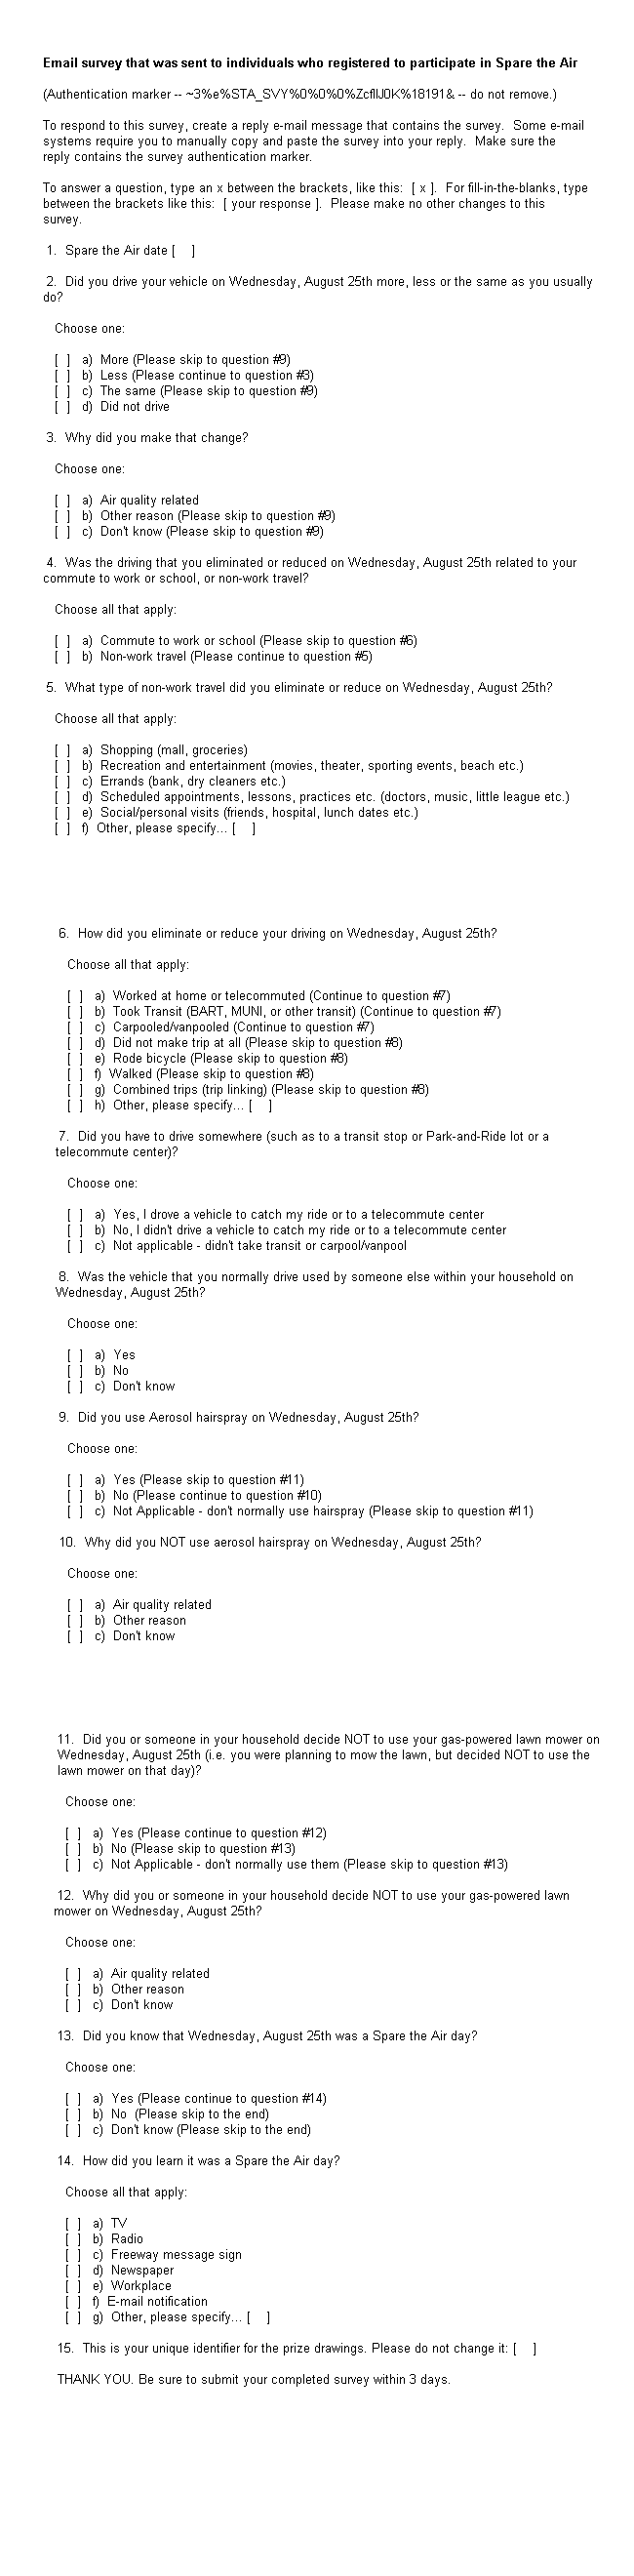 Email survey that was sent to individuals who registered to participate in Spare the Air
(Authentication marker -- ~3%e%STA_SVY%0%0%0%ZcfIIJ0K%18191& -- do not remove.)
To respond to this survey, create a reply e-mail message that contains the survey.  Some e-mail
systems require you to manually copy and paste the survey into your reply.  Make sure the
reply contains the survey authentication marker.
To answer a question, type an x between the brackets, like this:  [ x ].  For fill-in-the-blanks, type
between the brackets like this:  [ your response ].  Please make no other changes to this
survey.
1.  Spare the Air date [    ]
2.  Did you drive your vehicle on Wednesday, August 25th more, less or the same as you usually
do?
Choose one:
[  ]  a)  More (Please skip to question #9)
[  ]  b)  Less (Please continue to question #3)
[  ]  c)  The same (Please skip to question #9)
[  ]  d)  Did not drive
3.  Why did you make that change?
Choose one:
[  ]  a)  Air quality related
[  ]  b)  Other reason (Please skip to question #9)
[  ]  c)  Don't know (Please skip to question #9)
4.  Was the driving that you eliminated or reduced on Wednesday, August 25th related to your
commute to work or school, or non-work travel?
Choose all that apply:
[  ]  a)  Commute to work or school (Please skip to question #6)
[  ]  b)  Non-work travel (Please continue to question #5)
5.  What type of non-work travel did you eliminate or reduce on Wednesday, August 25th?
Choose all that apply:
[  ]  a)  Shopping (mall, groceries)
[  ]  b)  Recreation and entertainment (movies, theater, sporting events, beach etc.)
[  ]  c)  Errands (bank, dry cleaners etc.)
[  ]  d)  Scheduled appointments, lessons, practices etc. (doctors, music, little league etc.)
[  ]  e)  Social/personal visits (friends, hospital, lunch dates etc.)
[  ]  f)  Other, please specify... [    ]
6.  How did you eliminate or reduce your driving on Wednesday, August 25th?
Choose all that apply:
[  ]  a)  Worked at home or telecommuted (Continue to question #7)
[  ]  b)  Took Transit (BART, MUNI, or other transit) (Continue to question #7)
[  ]  c)  Carpooled/vanpooled (Continue to question #7)
[  ]  d)  Did not make trip at all (Please skip to question #8)
[  ]  e)  Rode bicycle (Please skip to question #8)
[  ]  f)  Walked (Please skip to question #8)
[  ]  g)  Combined trips (trip linking) (Please skip to question #8)
[  ]  h)  Other, please specify... [    ]
7.  Did you have to drive somewhere (such as to a transit stop or Park-and-Ride lot or a
telecommute center)?
Choose one:
[  ]  a)  Yes, I drove a vehicle to catch my ride or to a telecommute center
[  ]  b)  No, I didn't drive a vehicle to catch my ride or to a telecommute center
[  ]  c)  Not applicable - didn't take transit or carpool/vanpool
8.  Was the vehicle that you normally drive used by someone else within your household on
Wednesday, August 25th?
Choose one:
[  ]  a)  Yes
[  ]  b)  No
[  ]  c)  Don't know
9.  Did you use Aerosol hairspray on Wednesday, August 25th?
Choose one:
[  ]  a)  Yes (Please skip to question #11)
[  ]  b)  No (Please continue to question #10)
[  ]  c)  Not Applicable - don't normally use hairspray (Please skip to question #11)
10.  Why did you NOT use aerosol hairspray on Wednesday, August 25th?
Choose one:
[  ]  a)  Air quality related
[  ]  b)  Other reason
[  ]  c)  Don't know
11.  Did you or someone in your household decide NOT to use your gas-powered lawn mower on
Wednesday, August 25th (i.e. you were planning to mow the lawn, but decided NOT to use the
lawn mower on that day)?
Choose one:
[  ]  a)  Yes (Please continue to question #12)
[  ]  b)  No (Please skip to question #13)
[  ]  c)  Not Applicable - don't normally use them (Please skip to question #13)
12.  Why did you or someone in your household decide NOT to use your gas-powered lawn
mower on Wednesday, August 25th?
Choose one:
[  ]  a)  Air quality related
[  ]  b)  Other reason
[  ]  c)  Don't know
13.  Did you know that Wednesday, August 25th was a Spare the Air day?
Choose one:
[  ]  a)  Yes (Please continue to question #14)
[  ]  b)  No  (Please skip to the end)
[  ]  c)  Don't know (Please skip to the end)
14.  How did you learn it was a Spare the Air day?
Choose all that apply:
[  ]  a)  TV
[  ]  b)  Radio
[  ]  c)  Freeway message sign
[  ]  d)  Newspaper
[  ]  e)  Workplace
[  ]  f)  E-mail notification
[  ]  g)  Other, please specify... [    ]
15.  This is your unique identifier for the prize drawings. Please do not change it: [    ]
THANK YOU. Be sure to submit your completed survey within 3 days.